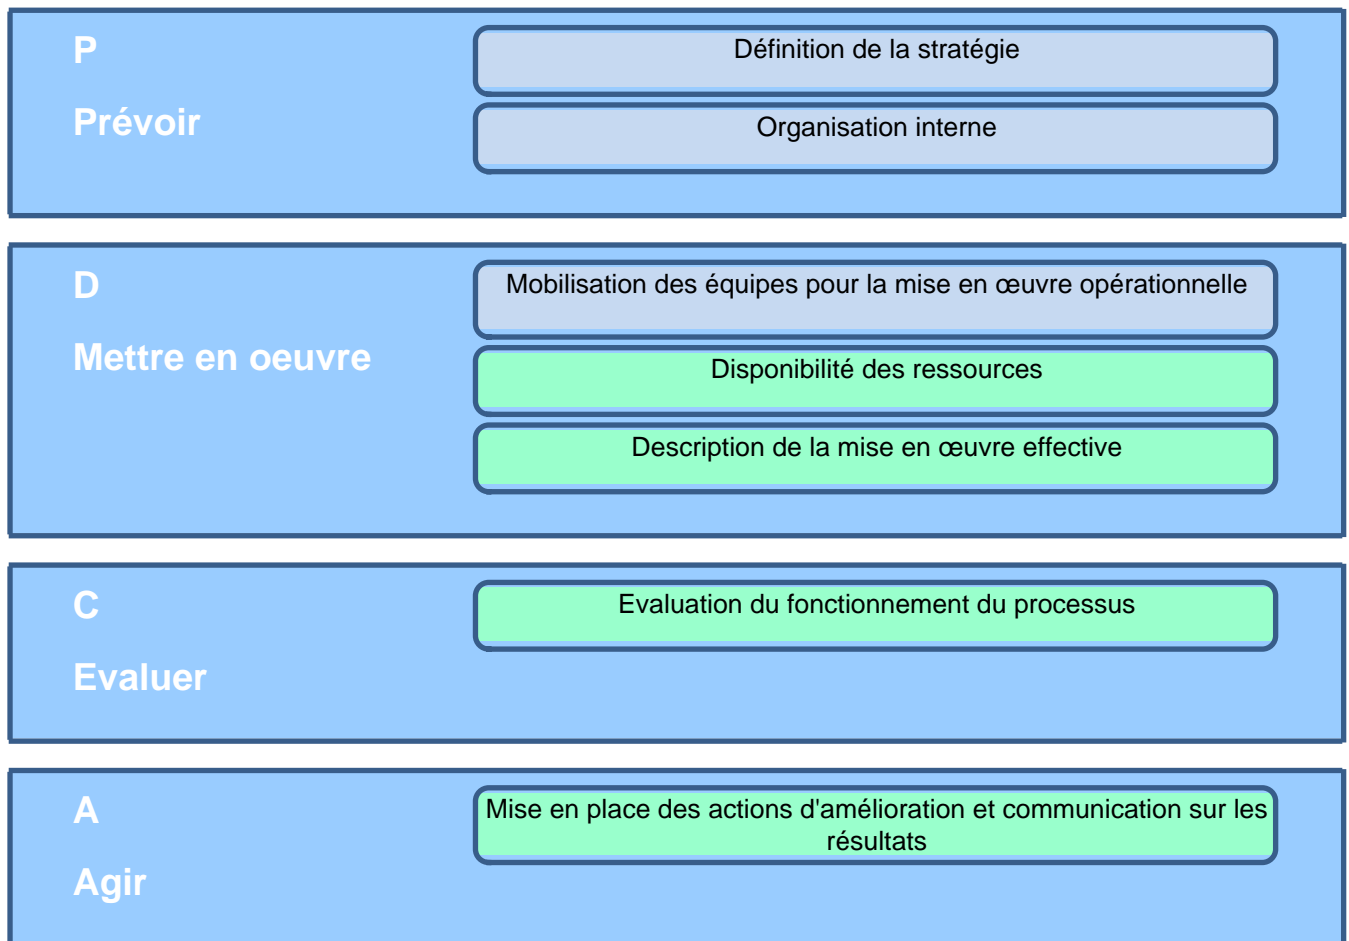 P
Définition de la stratégie
Prévoir
Organisation interne
D
Mobilisation des équipes pour la mise en œuvre opérationnelle
Mettre en oeuvre
Disponibilité des ressources
Description de la mise en œuvre effective
C
Evaluation du fonctionnement du processus
Evaluer
A
Mise en place des actions d'amélioration et communication sur les
résultats
Agir